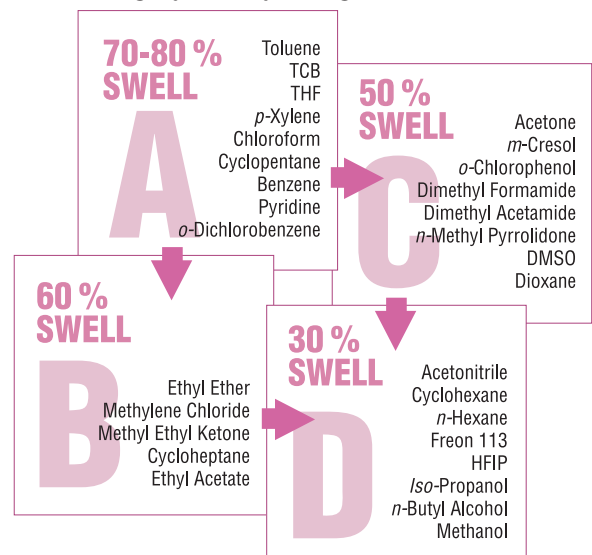 70-80 %
SWELL
A
Toluene
TCB
THF
p-Xylene
Chloroform
Cyclopentane
Benzene
Pyridine
o-Dichlorobenzene
50 %
SWELL
C
Acetone
m-Cresol
o-Chlorophenol
Dimethyl Formamide
Dimethyl Acetamide
n-Methyl Pyrrolidone
DMSO
Dioxane
60 %
SWELL
B
Ethyl Ether
Methylene Chloride
Methyl Ethyl Ketone
Cycloheptane
Ethyl Acetate
30 %
SWELL
D
Acetonitrile
Cyclohexane
n-Hexane
Freon 113
HFIP
Iso-Propanol
n-Butyl Alcohol
Methanol